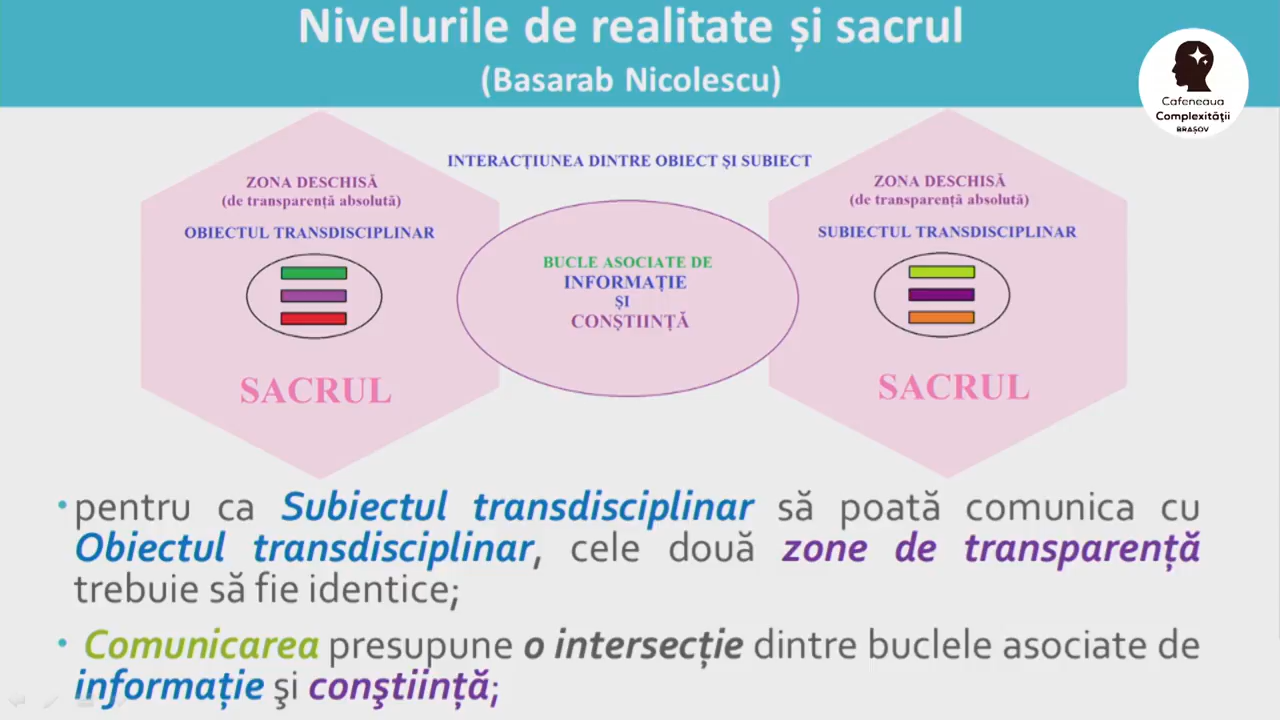 Nivelurile de realitate și sacrul
(Basarab Nicolescu)
Cafeneaua
Complexităţii
BRAȘOV
INTERACȚIUNEA DINTRE OBIECT ȘI SUBIECT
ZONA DESCHISĂ
(de transparență absolută)
OBIECTUL TRANSDISCIPLINAR
SACRUL
BUCLE ASOCIATE DE
INFORMAȚIE
ȘI
CONȘTIINȚĂ
ZONA DESCHISĂ
(de transparență absolută)
SUBIECTUL TRANSDISCIPLINAR
SACRUL
• pentru ca Subiectul transdisciplinar să poată comunica cu
Obiectul transdisciplinar, cele două zone de transparență
trebuie să fie identice;
• Comunicarea presupune o intersecție dintre buclele asociate de
informație şi conştiință;